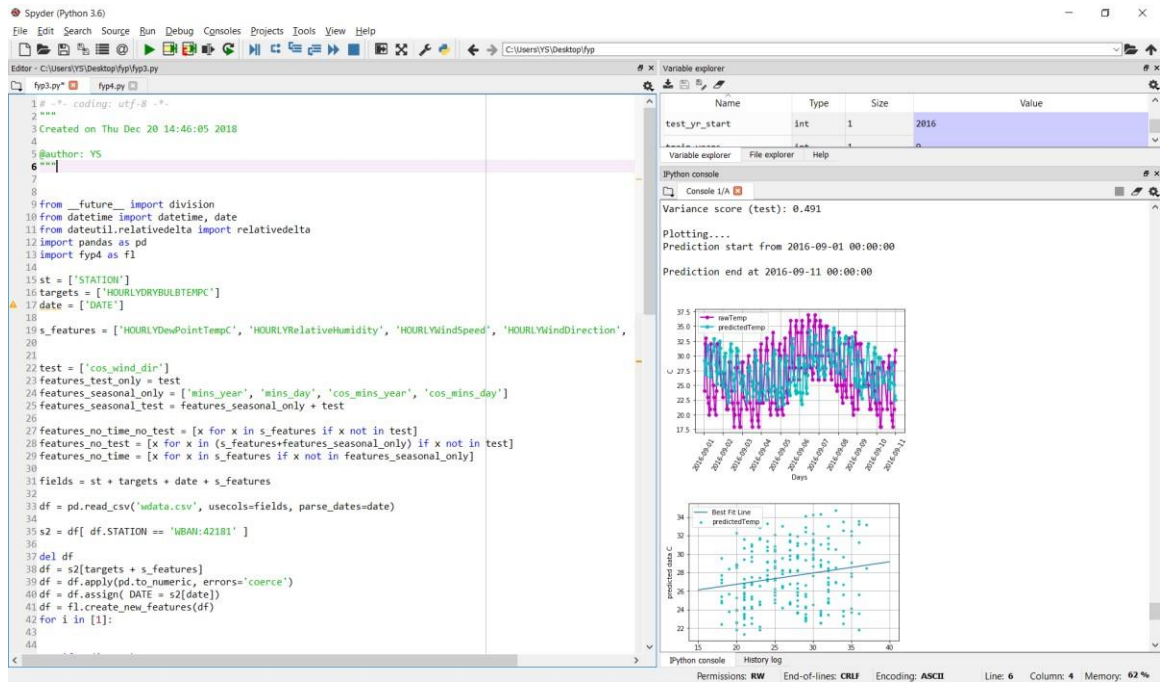 Spyder (Python 3.6)
File Edit Search Source Run Debug Consoles Projects Tools View Help
C:\Users\YS\Desktop\fyp
Editor - C:\Users\YS\Desktop\fyp\fyp3.py
fyp3.py* fyp4.py
1 # -*- coding: utf-8 -*-
2 """
3 Created on Thu Dec 20 14:46:05 2018
4
5 @author: YS
6 """
7
8
9 from __future__ import division
10 from datetime import datetime, date
11 from dateutil.relativedelta import relativedelta
12 import pandas as pd
13 import fyp4 as fl
14
15 st = ['STATION']
16 targets = ['HOURLYDRYBULBTEMPC']
17 date = ['DATE']
18
19 s_features = ['HOURLYDewPointTempC', 'HOURLYRelativeHumidity', 'HOURLYWindSpeed', 'HOURLYWindDirection',
20
21
22 test = ['cos_wind_dir']
23 features_test_only = test
24 features_seasonal_only = ['mins_year', 'mins_day', 'cos_mins_year', 'cos_mins_day']
25 features_seasonal_test = features_seasonal_only + test
26
27 features_no_time_no_test = [x for x in s_features if x not in test]
28 features_no_test = [x for x in (s_features+features_seasonal_only) if x not in test]
29 features_no_time = [x for x in s_features if x not in features_seasonal_only]
30
31 fields = st + targets + date + s_features
32
33 df = pd.read_csv('wdata.csv', usecols=fields, parse_dates=date)
34
35 s2 = df[ df.STATION == 'WBAN:42181' ]
36
37 del df
38 df = s2[targets + s_features]
39 df = df.apply(pd.to_numeric, errors='coerce')
40 df = df.assign( DATE = s2[date])
41 df = fl.create_new_features(df)
42 for i in [1]:
43
44
Variable explorer
Name Type Size Value
test_yr_start int 1 2016
Variable explorer File explorer Help
IPython console
Console 1/A
Variance score (test): 0.491
Plotting....
Prediction start from 2016-09-01 00:00:00
Prediction end at 2016-09-11 00:00:00
rawTemp
predictedTemp
37.5
35.0
32.5
30.0
27.5
25.0
22.5
20.0
17.5
C
2016-09-01 2016-09-02 2016-09-03 2016-09-04 2016-09-05 2016-09-06 2016-09-07 2016-09-08 2016-09-09 2016-09-10 2016-09-11
Days
Best Fit Line
predictedTemp
34
32
30
28
26
24
22
predicted data C
15 20 25 30 35 40
IPython console History log
Permissions: RW End-of-lines: CRLF Encoding: ASCII Line: 6 Column: 4 Memory: 62 %